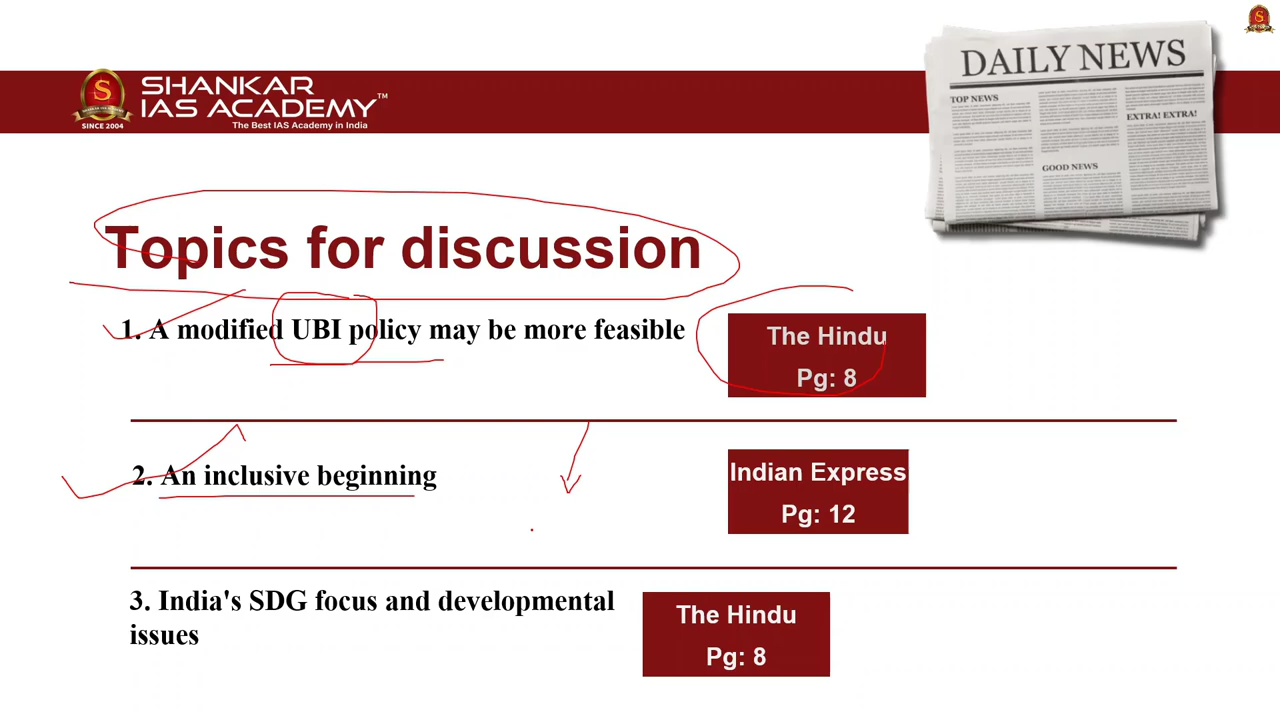 SHANKAR
IAS ACADEMY™
The Best IAS Academy in India
SINCE 2004
DAILY NEWS
TOP NEWS
EXTRA! EXTRA!
GOOD NEWS
Topics for discussion
1. A modified UBI policy may be more feasible
The Hindu
Pg: 8
2. An inclusive beginning
Indian Express
Pg: 12
3. India's SDG focus and developmental
issues
The Hindu
Pg: 8